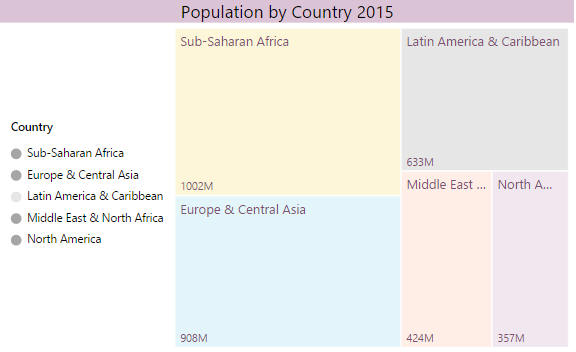 Population by Country 2015
Country
Sub-Saharan Africa
Europe & Central Asia
Latin America & Caribbean
Middle East & North Africa
North America
Sub-Saharan Africa
1002M
Europe & Central Asia
908M
Latin America & Caribbean
633M
Middle East ...
424M
North A...
357M